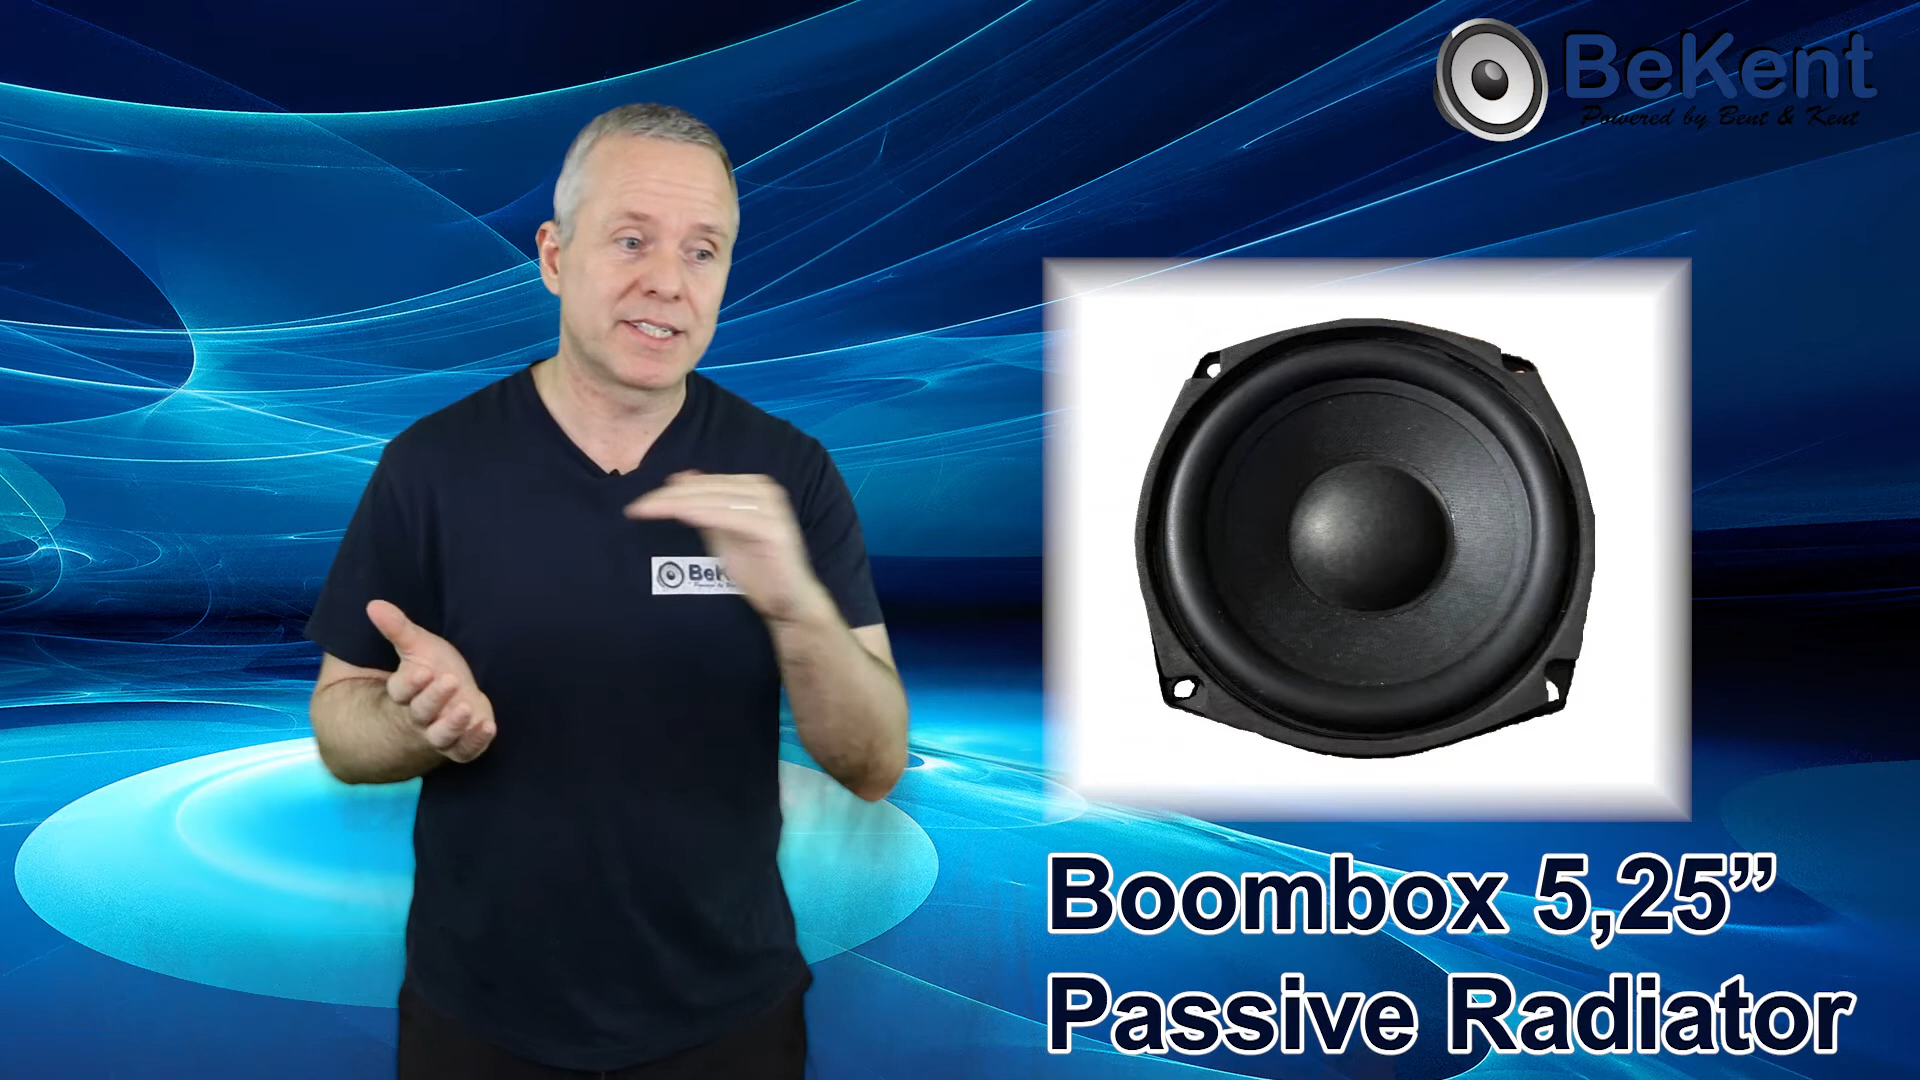 BeKent
Powered by Bent & Kent
Boombox 5,25”
Passive Radiator